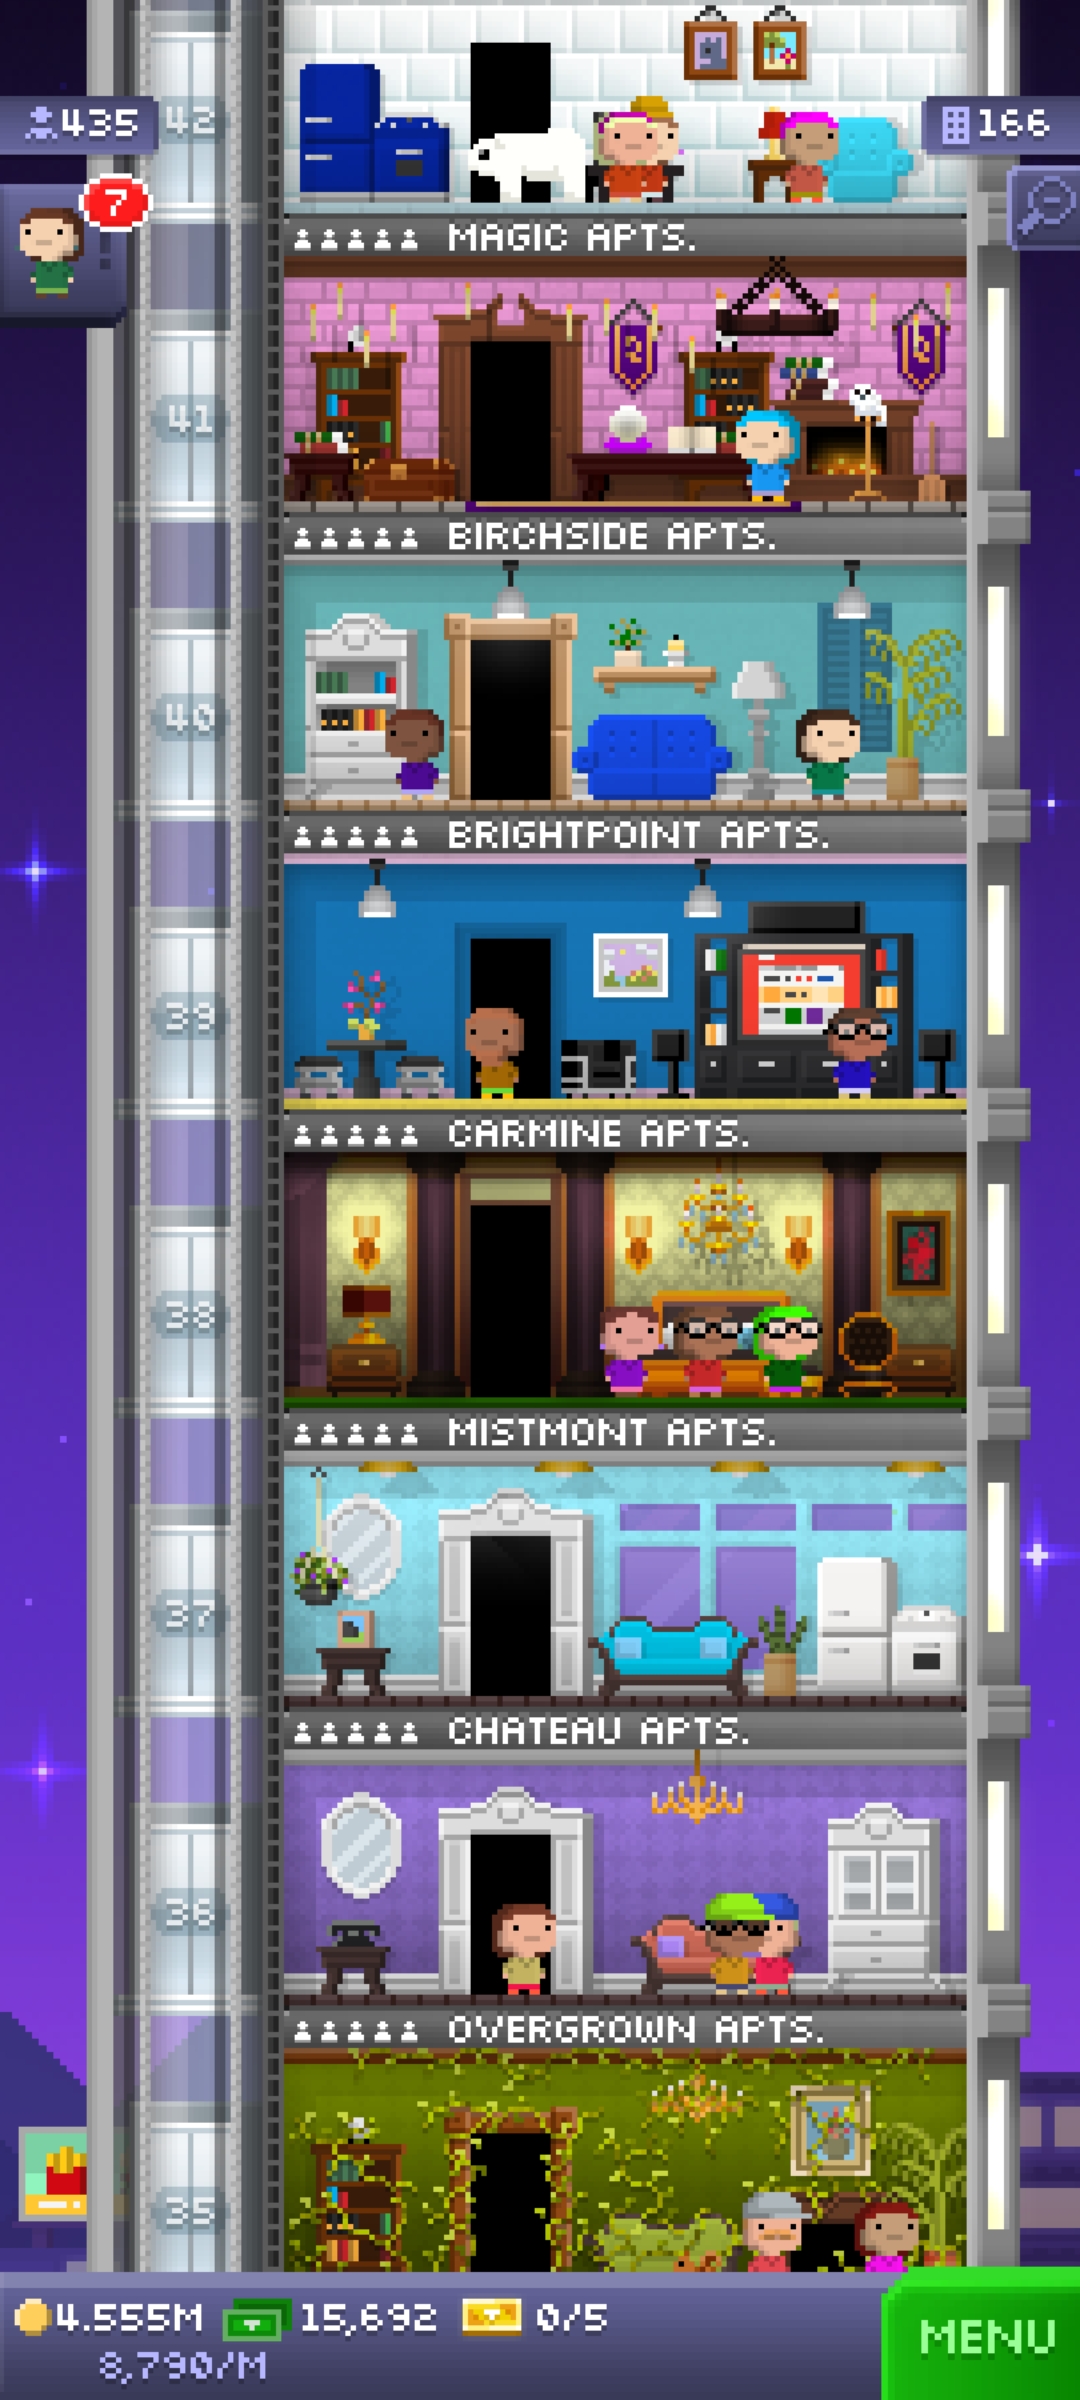 435
42
166
7
MAGIC APTS.
41
BIRCHSIDE APTS.
40
BRIGHTPOINT APTS.
39
CARMINE APTS.
38
MISTMONT APTS.
37
CHATEAU APTS.
36
OVERGROWN APTS.
35
4.555M 15,692 0/5
8,790/M
MENU